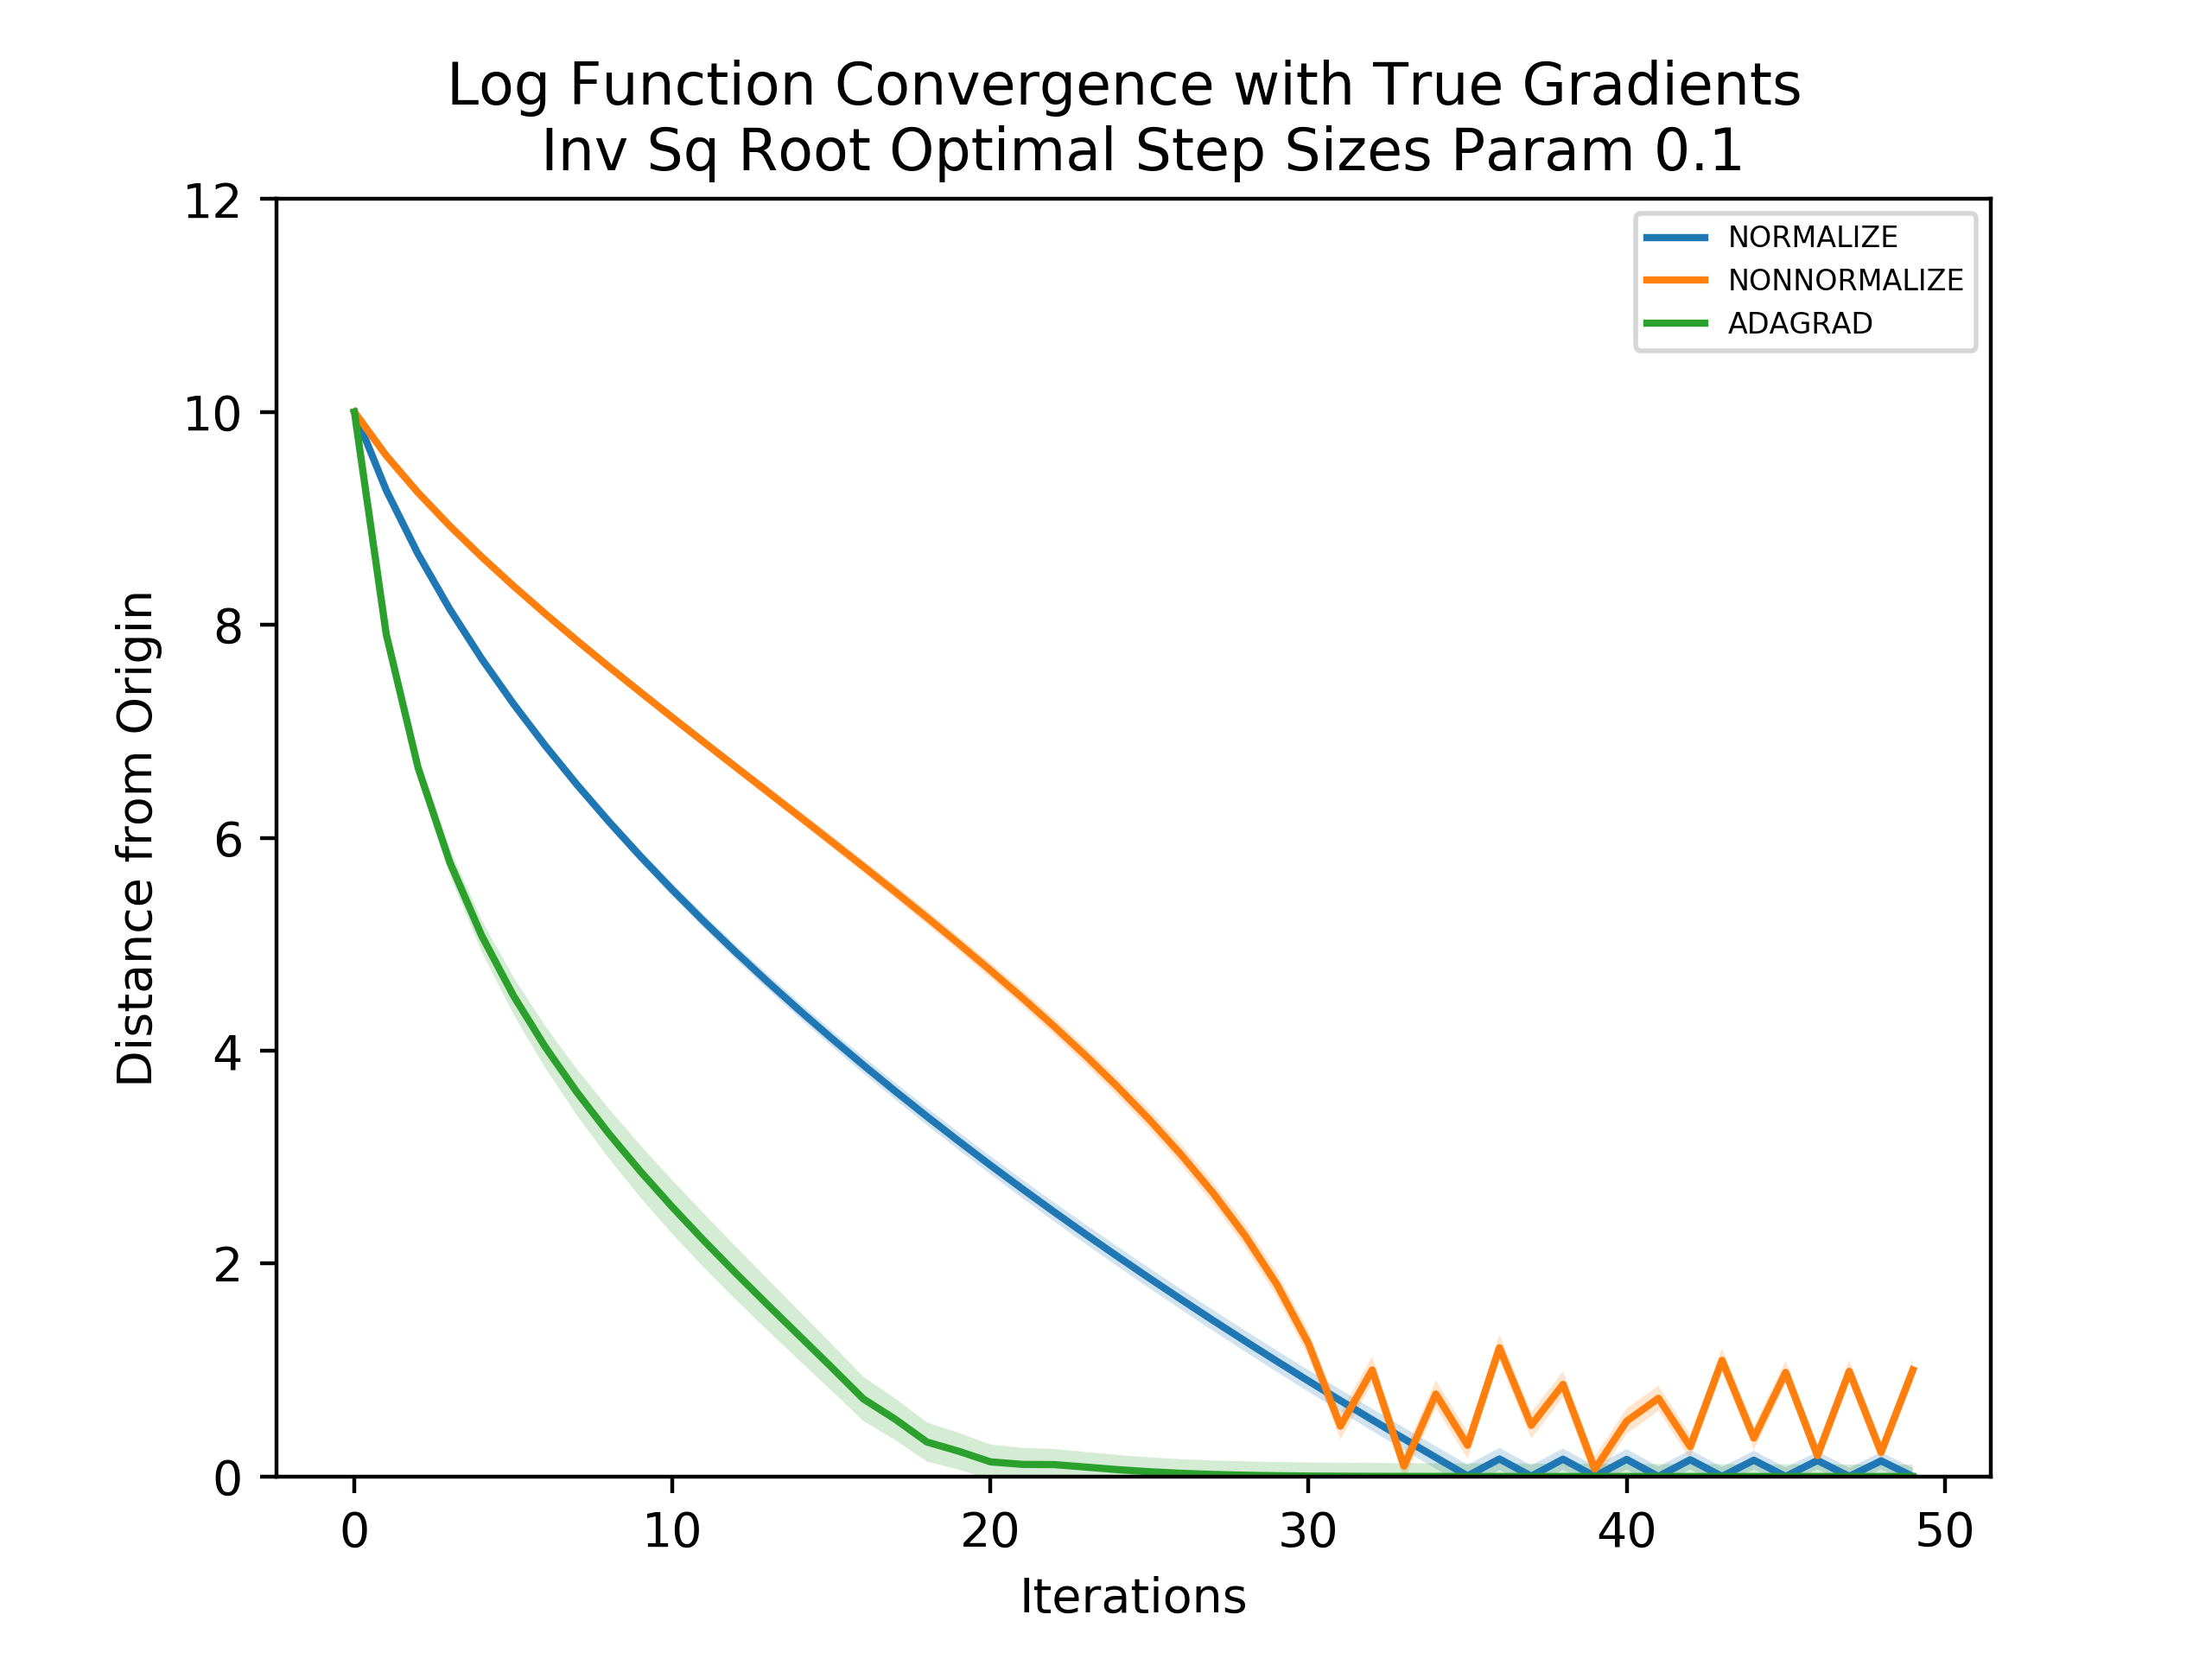 Log Function Convergence with True Gradients
Inv Sq Root Optimal Step Sizes Param 0.1
NORMALIZE
NONNORMALIZE
ADAGRAD
Distance from Origin
12
10
8
6
4
2
0
0 10 20 30 40 50
Iterations